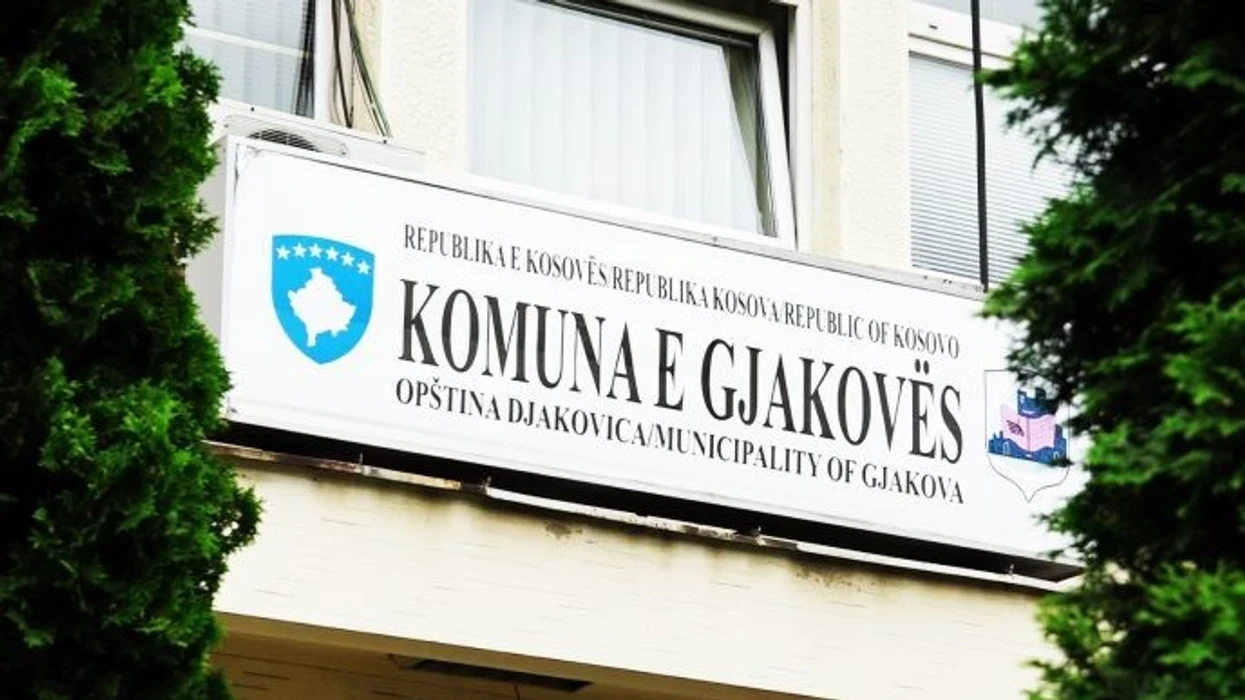 REPUBLIKA E KOSOVËS/REPUBLIKA KOSOVA/REPUBLIC OF KOSOVO
KOMUNA E GJAKOVËS
OPŠTINA DJAKOVICA/MUNICIPALITY OF GJAKOVA